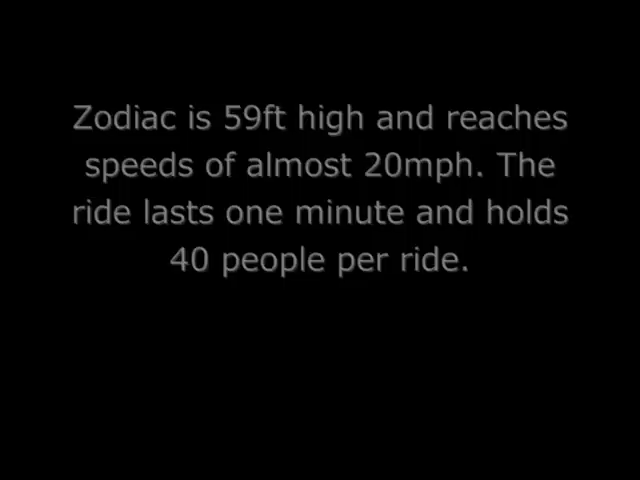 Zodiac is 59ft high and reaches
speeds of almost 20mph. The
ride lasts one minute and holds
40 people per ride.